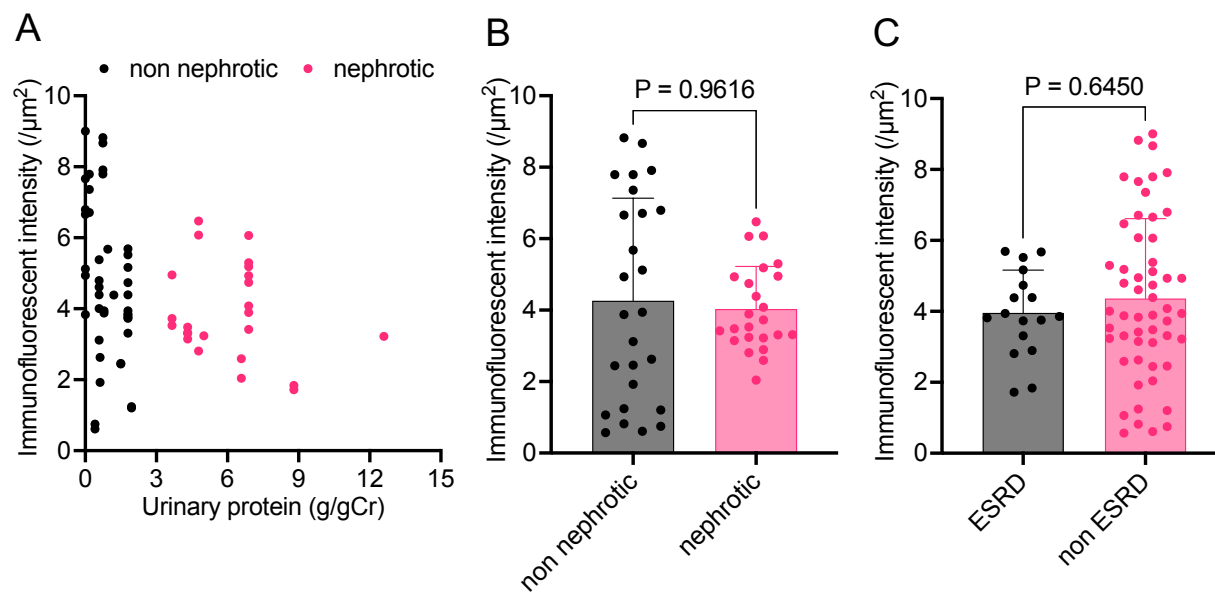 A
non nephrotic
nephrotic
Immunofluorescent intensity (/µm²)
10
8
6
4
2
0
0 3 6 9 12 15
Urinary protein (g/gCr)
B
P = 0.9616
Immunofluorescent intensity (/µm²)
10
8
6
4
2
0
non nephrotic
nephrotic
C
P = 0.6450
Immunofluorescent intensity (/µm²)
10
8
6
4
2
0
ESRD
non ESRD